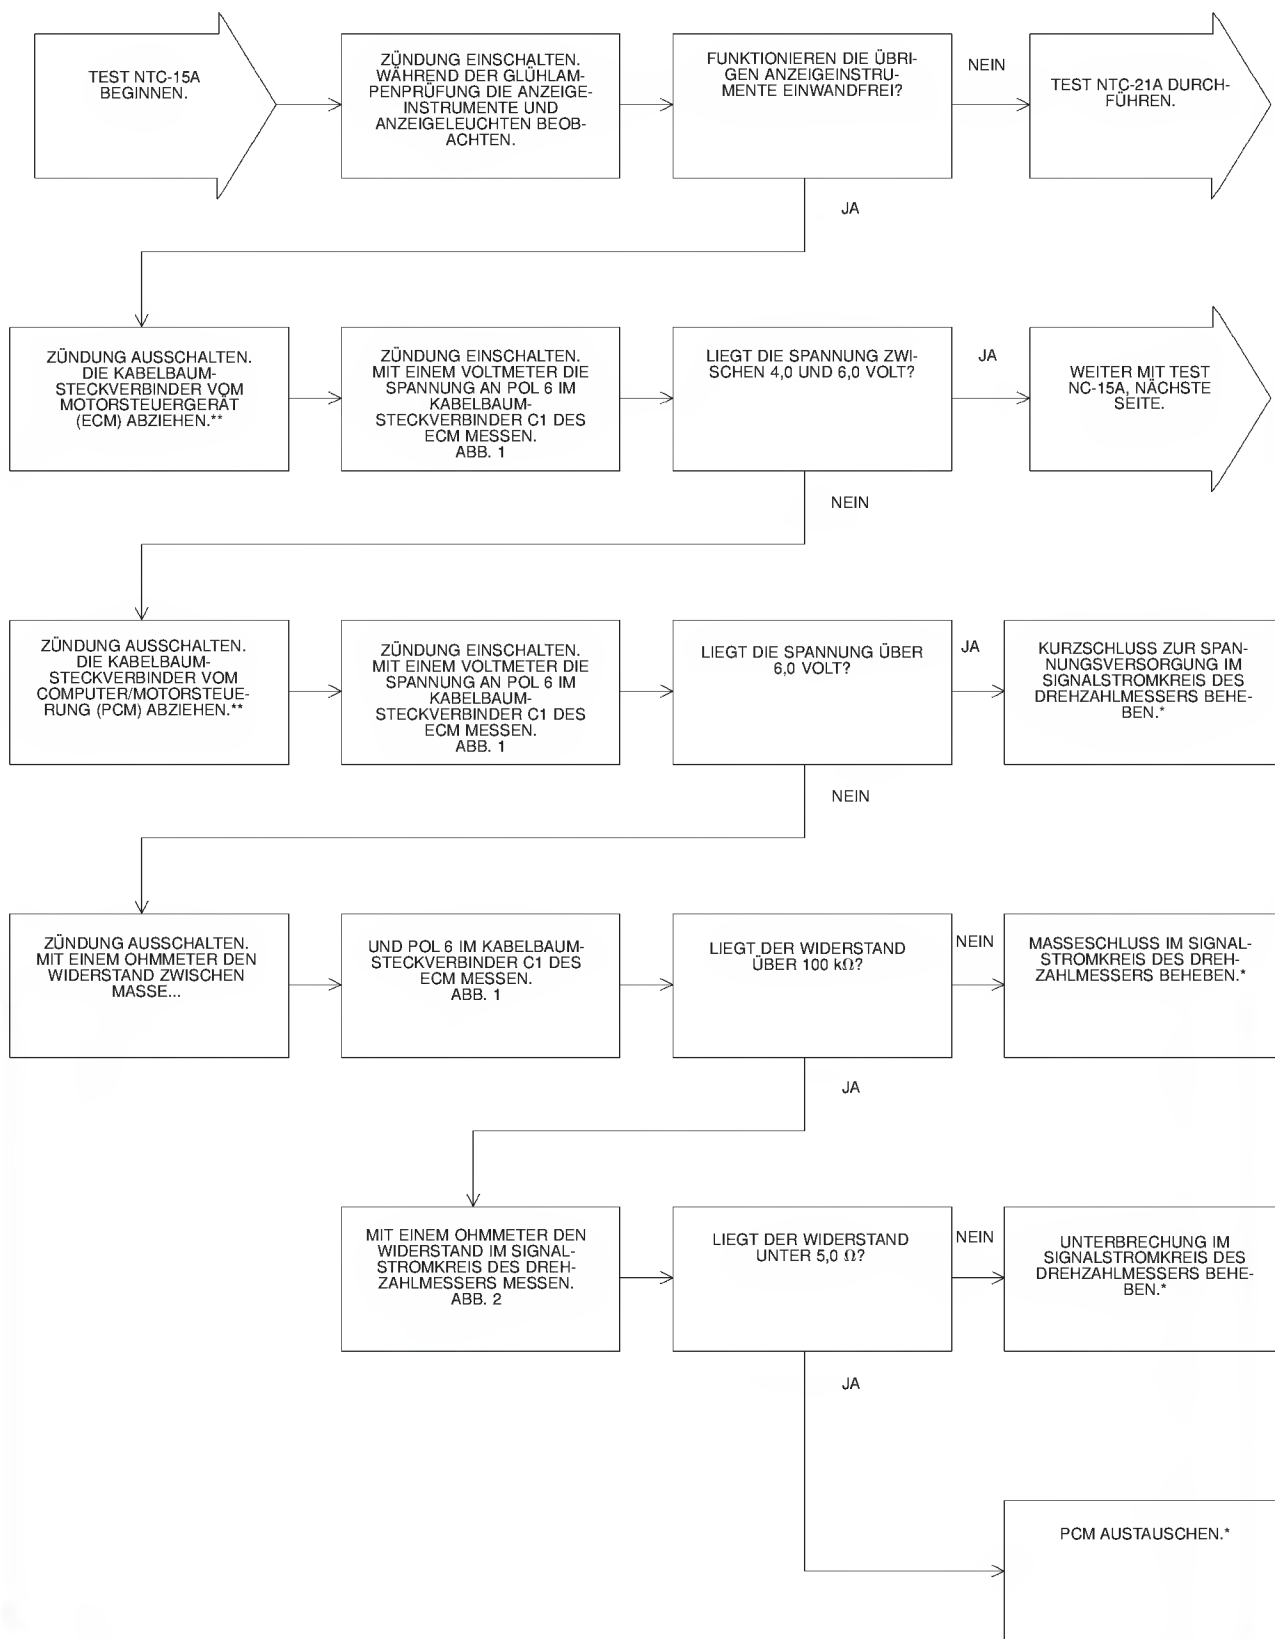 TEST NTC-15A
BEGINNEN.
ZÜNDUNG EINSCHALTEN.
WÄHREND DER GLÜHLAM-
PENPRÜFUNG DIE ANZEIGE-
INSTRUMENTE UND
ANZEIGELEUCHTEN BEOB-
ACHTEN.
FUNKTIONIEREN DIE ÜBRI-
GEN ANZEIGEINSTRU-
MENTE EINWANDFREI?
NEIN
TEST NTC-21A DURCH-
FÜHREN.
JA
ZÜNDUNG AUSSCHALTEN.
DIE KABELBAUM-
STECKVERBINDER VOM
MOTORSTEUERGERÄT
(ECM) ABZIEHEN.**
ZÜNDUNG EINSCHALTEN.
MIT EINEM VOLTMETER DIE
SPANNUNG AN POL 6 IM
KABELBAUM-
STECKVERBINDER C1 DES
ECM MESSEN.
ABB. 1
LIEGT DIE SPANNUNG ZWI-
SCHEN 4,0 UND 6,0 VOLT?
JA
WEITER MIT TEST
NC-15A, NÄCHSTE
SEITE.
NEIN
ZÜNDUNG AUSSCHALTEN.
DIE KABELBAUM-
STECKVERBINDER VOM
COMPUTER/MOTORSTEUE-
RUNG (PCM) ABZIEHEN.**
ZÜNDUNG EINSCHALTEN.
MIT EINEM VOLTMETER DIE
SPANNUNG AN POL 6 IM
KABELBAUM-
STECKVERBINDER C1 DES
ECM MESSEN.
ABB. 1
LIEGT DIE SPANNUNG ÜBER
6,0 VOLT?
JA
KURZSCHLUSS ZUR SPAN-
NUNGSVERSORGUNG IM
SIGNALSTROMKREIS DES
DREHZAHLMESSERS BEHE-
BEN.*
NEIN
ZÜNDUNG AUSSCHALTEN.
MIT EINEM OHMMETER DEN
WIDERSTAND ZWISCHEN
MASSE...
UND POL 6 IM KABELBAUM-
STECKVERBINDER C1 DES
ECM MESSEN.
ABB. 1
LIEGT DER WIDERSTAND
ÜBER 100 kΩ?
NEIN
MASSESCHLUSS IM SIGNAL-
STROMKREIS DES DREH-
ZAHLMESSERS BEHEBEN.*
JA
MIT EINEM OHMMETER DEN
WIDERSTAND IM SIGNAL-
STROMKREIS DES DREH-
ZAHLMESSERS MESSEN.
ABB. 2
LIEGT DER WIDERSTAND
UNTER 5,0 Ω?
NEIN
UNTERBRECHUNG IM
SIGNALSTROMKREIS DES
DREHZAHLMESSERS BEHE-
BEN.*
JA
PCM AUSTAUSCHEN.*